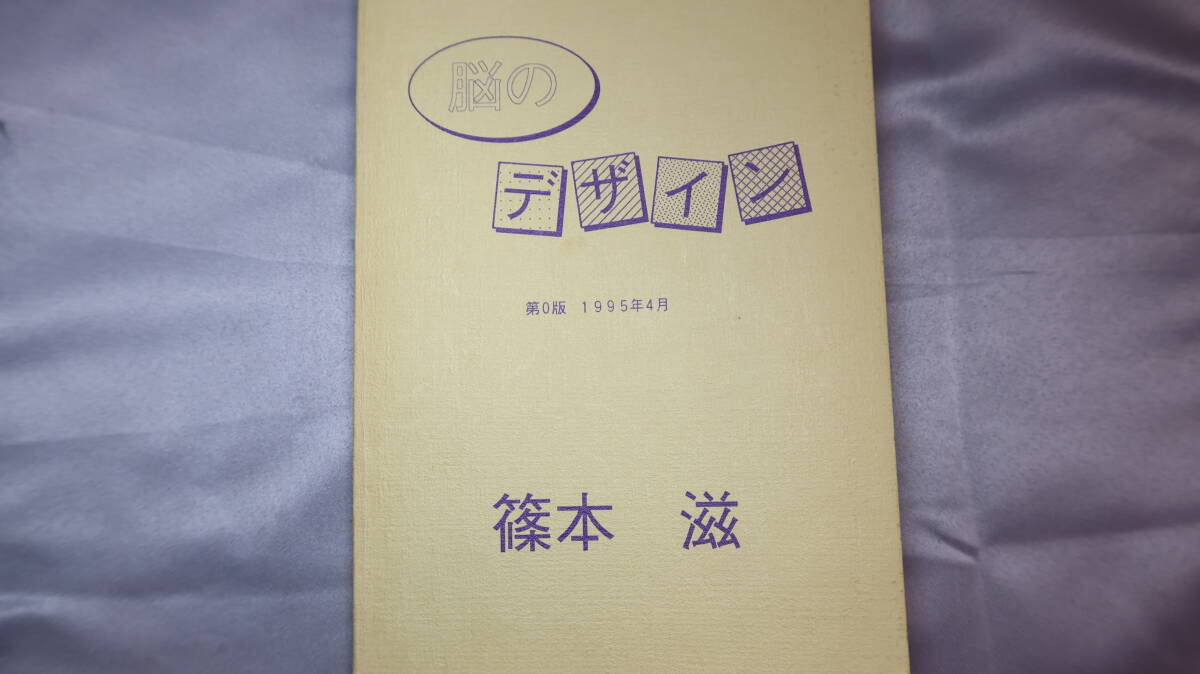 脳の
デザイン
第0版 1995年4月
篠本 滋